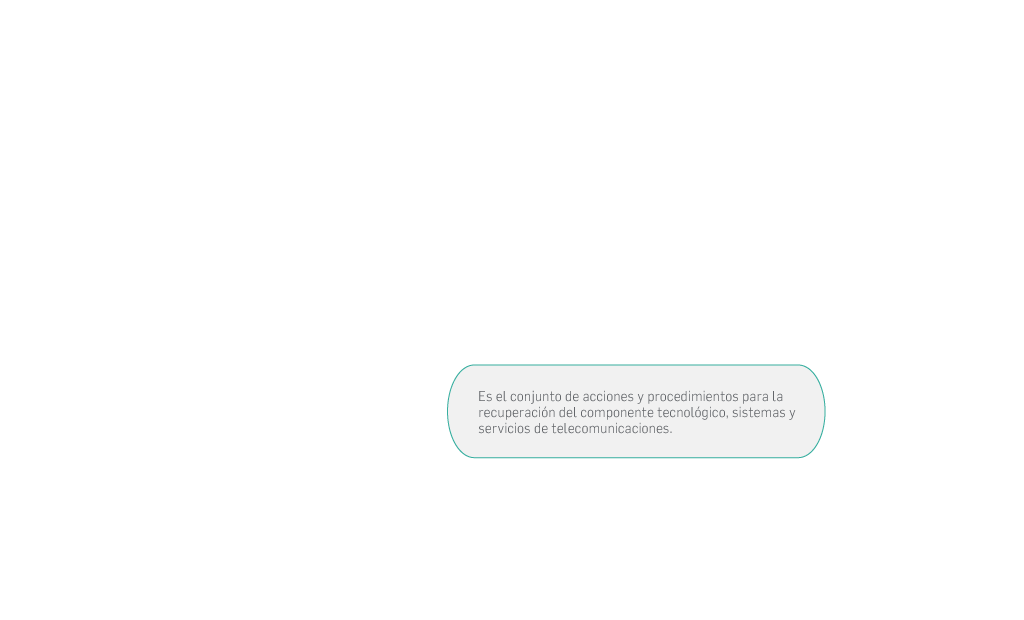 Es el conjunto de acciones y procedimientos para la
recuperación del componente tecnológico, sistemas y
servicios de telecomunicaciones.